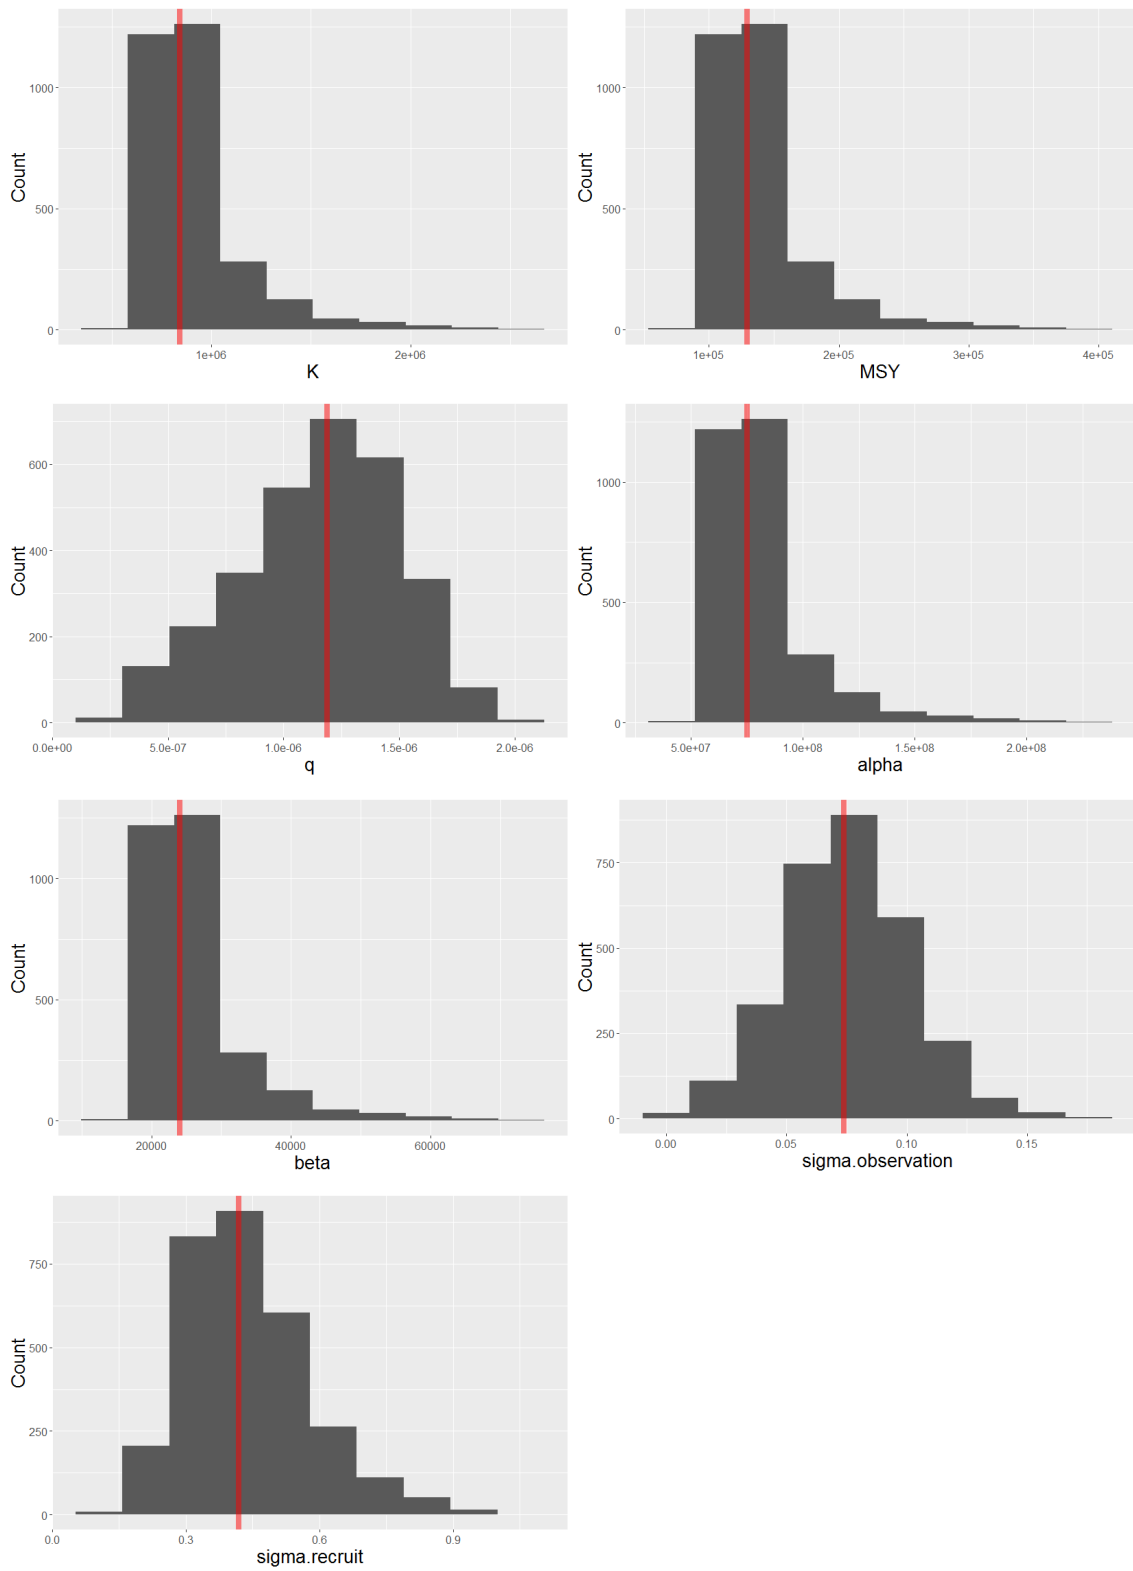 Count
1000
500
0
1e+06
2e+06
K
Count
1000
500
0
1e+05
2e+05
3e+05
4e+05
MSY
Count
600
400
200
0
0.0e+00
5.0e-07
1.0e-06
1.5e-06
2.0e-06
q
Count
1000
500
0
5.0e+07
1.0e+08
1.5e+08
2.0e+08
alpha
Count
1000
500
0
20000
40000
60000
beta
Count
750
500
250
0
0.00
0.05
0.10
0.15
sigma.observation
Count
750
500
250
0
0.0
0.3
0.6
0.9
sigma.recruit